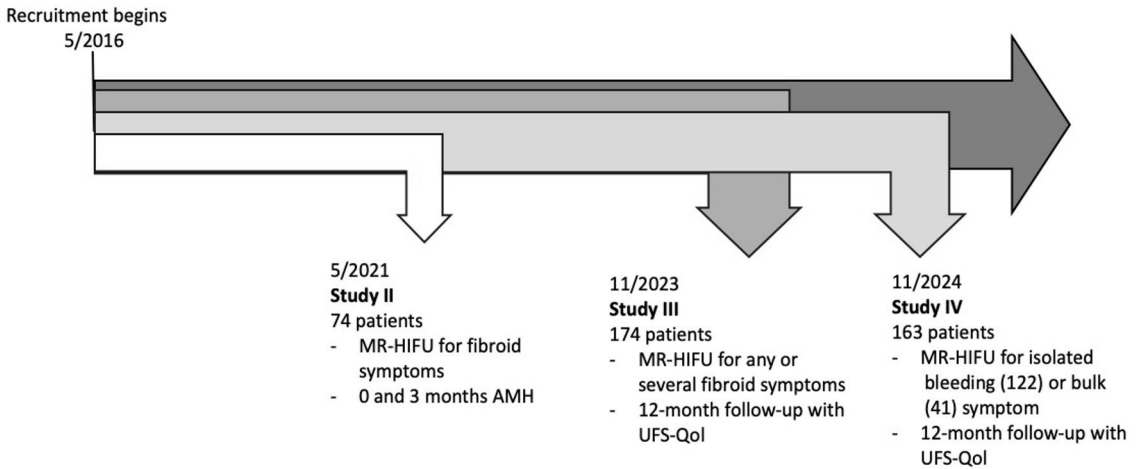 Recruitment begins
5/2016
5/2021
Study II
74 patients
- MR-HIFU for fibroid
symptoms
- 0 and 3 months AMH
11/2023
Study III
174 patients
- MR-HIFU for any or
several fibroid symptoms
- 12-month follow-up with
UFS-Qol
11/2024
Study IV
163 patients
- MR-HIFU for isolated
bleeding (122) or bulk
(41) symptom
- 12-month follow-up with
UFS-Qol